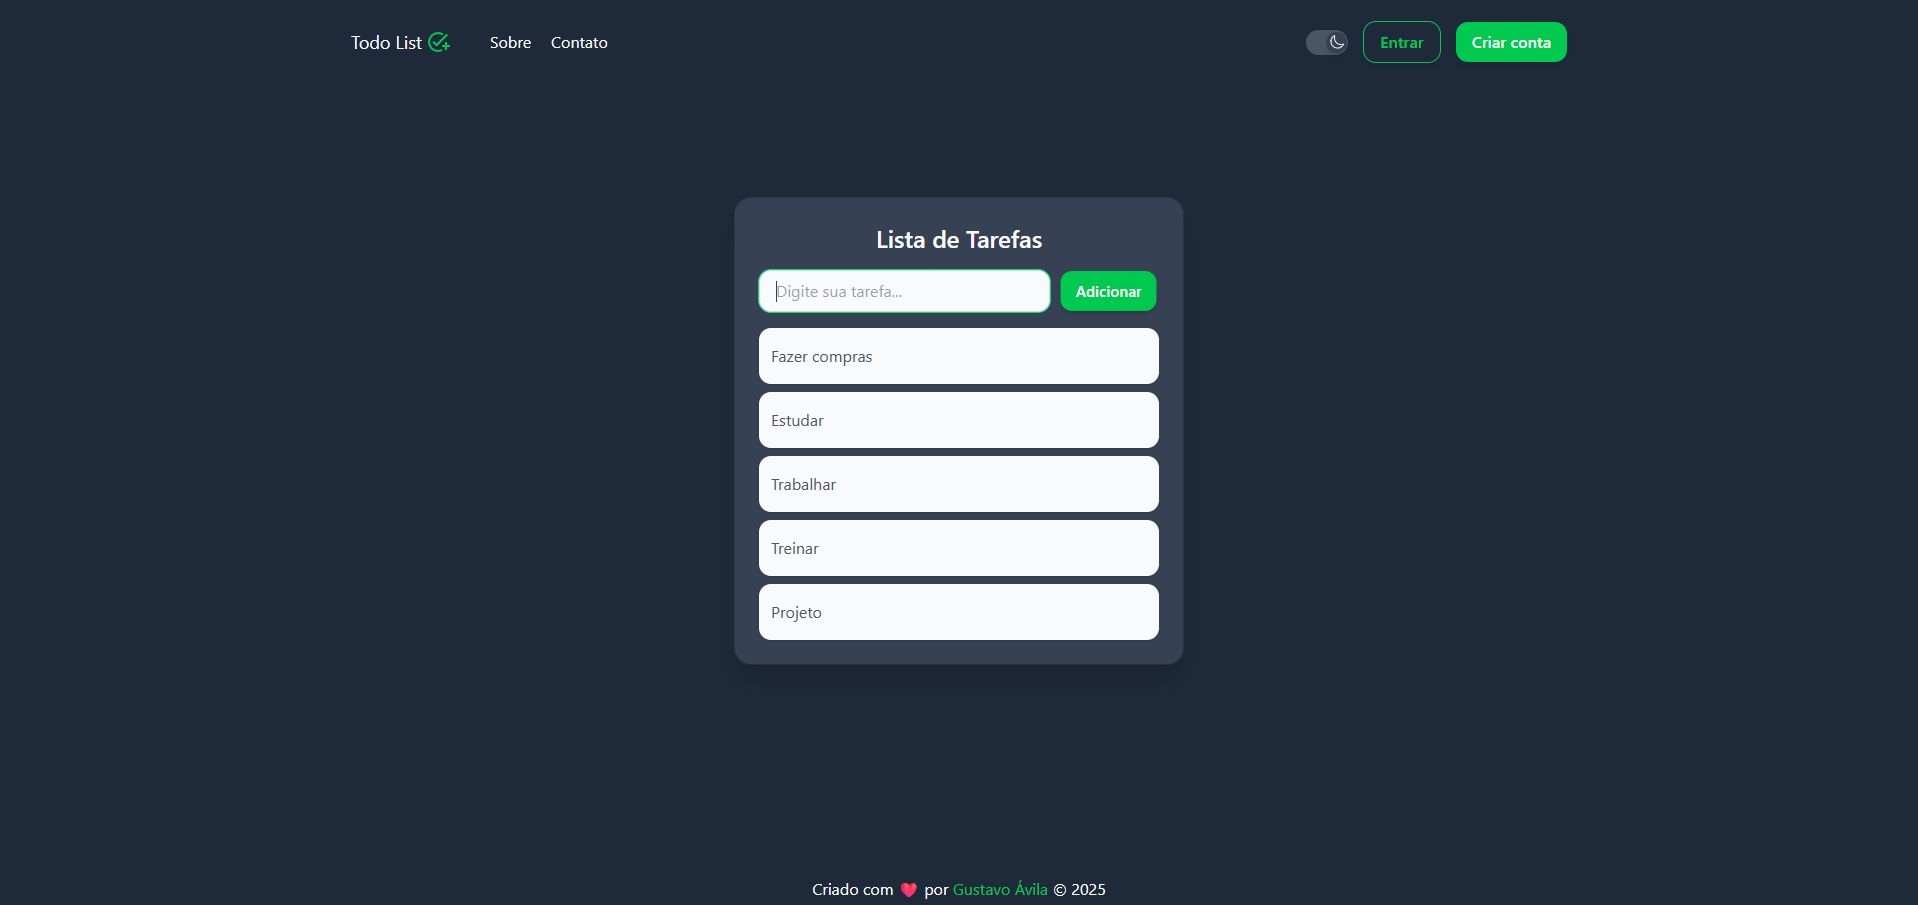 Todo List
Sobre
Contato
Entrar
Criar conta
Lista de Tarefas
Digite sua tarefa...
Adicionar
Fazer compras
Estudar
Trabalhar
Treinar
Projeto
Criado com ❤️ por Gustavo Ávila © 2025